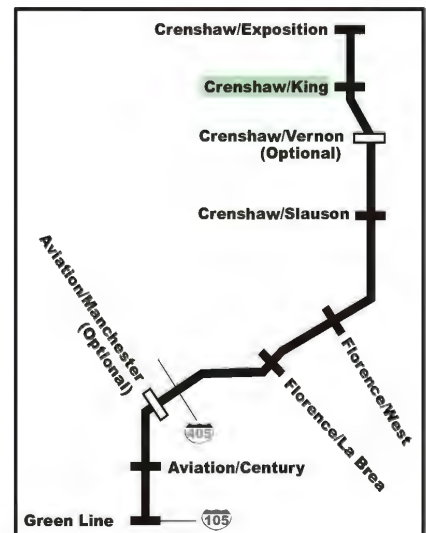 Crenshaw/Exposition
Crenshaw/King
Crenshaw/Vernon
(Optional)
Crenshaw/Slauson
Aviation/Manchester
(Optional)
Florence/West
Florence/La Brea
405
Aviation/Century
Green Line
105